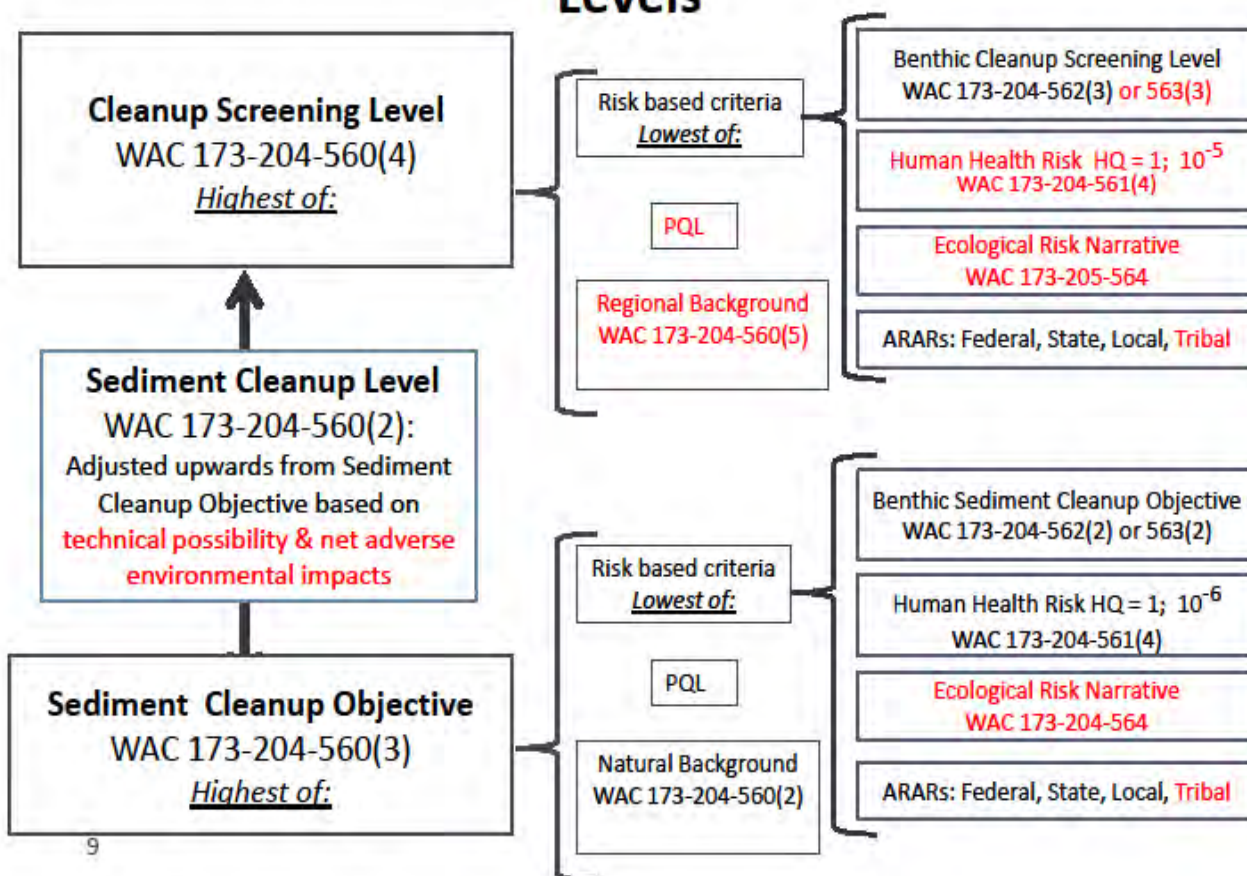 Levels
Cleanup Screening Level
WAC 173-204-560(4)
Highest of:
Risk based criteria
Lowest of:
PQL
Regional Background
WAC 173-204-560(5)
Benthic Cleanup Screening Level
WAC 173-204-562(3) or 563(3)
Human Health Risk HQ = 1; 10-5
WAC 173-204-561(4)
Ecological Risk Narrative
WAC 173-205-564
ARARs: Federal, State, Local, Tribal
Sediment Cleanup Level
WAC 173-204-560(2):
Adjusted upwards from Sediment
Cleanup Objective based on
technical possibility & net adverse
environmental impacts
Sediment Cleanup Objective
WAC 173-204-560(3)
Highest of:
Risk based criteria
Lowest of:
PQL
Natural Background
WAC 173-204-560(2)
Benthic Sediment Cleanup Objective
WAC 173-204-562(2) or 563(2)
Human Health Risk HQ = 1; 10-6
WAC 173-204-561(4)
Ecological Risk Narrative
WAC 173-204-564
ARARs: Federal, State, Local, Tribal
9